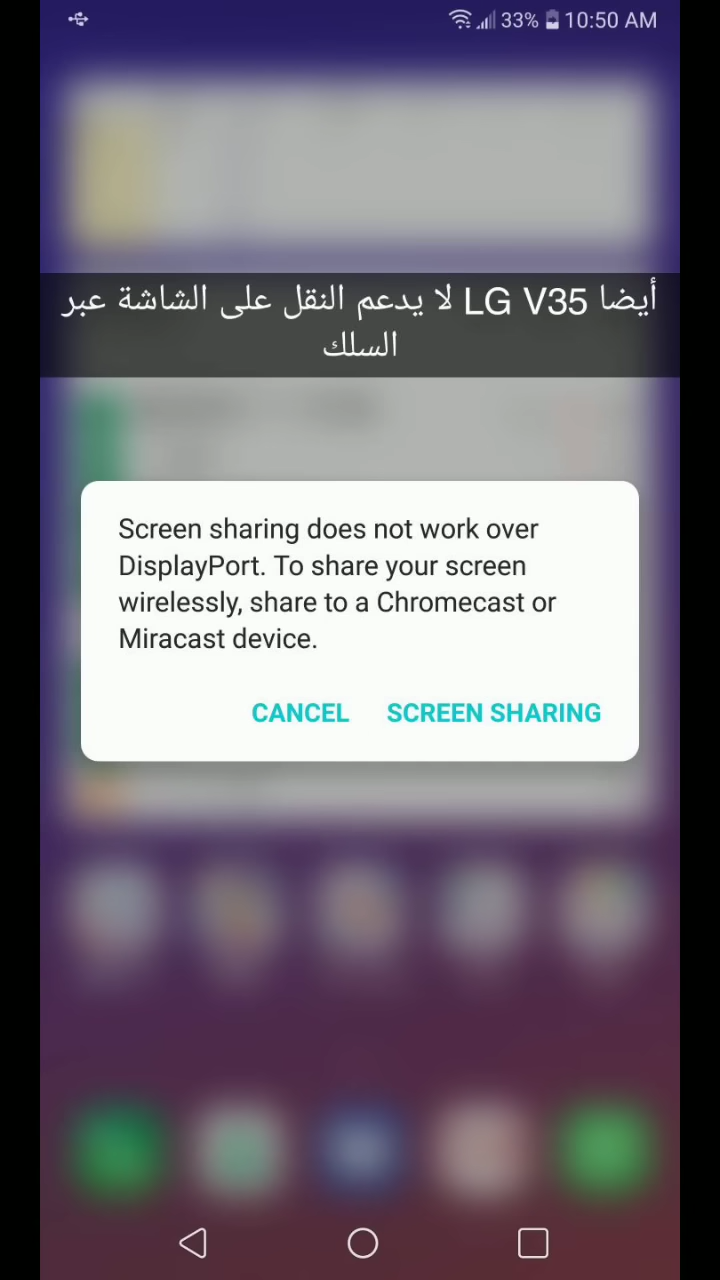 33% 10:50 AM
أيضا LG V35 لا يدعم النقل على الشاشة عبر
السلك
Screen sharing does not work over
DisplayPort. To share your screen
wirelessly, share to a Chromecast or
Miracast device.
CANCEL SCREEN SHARING